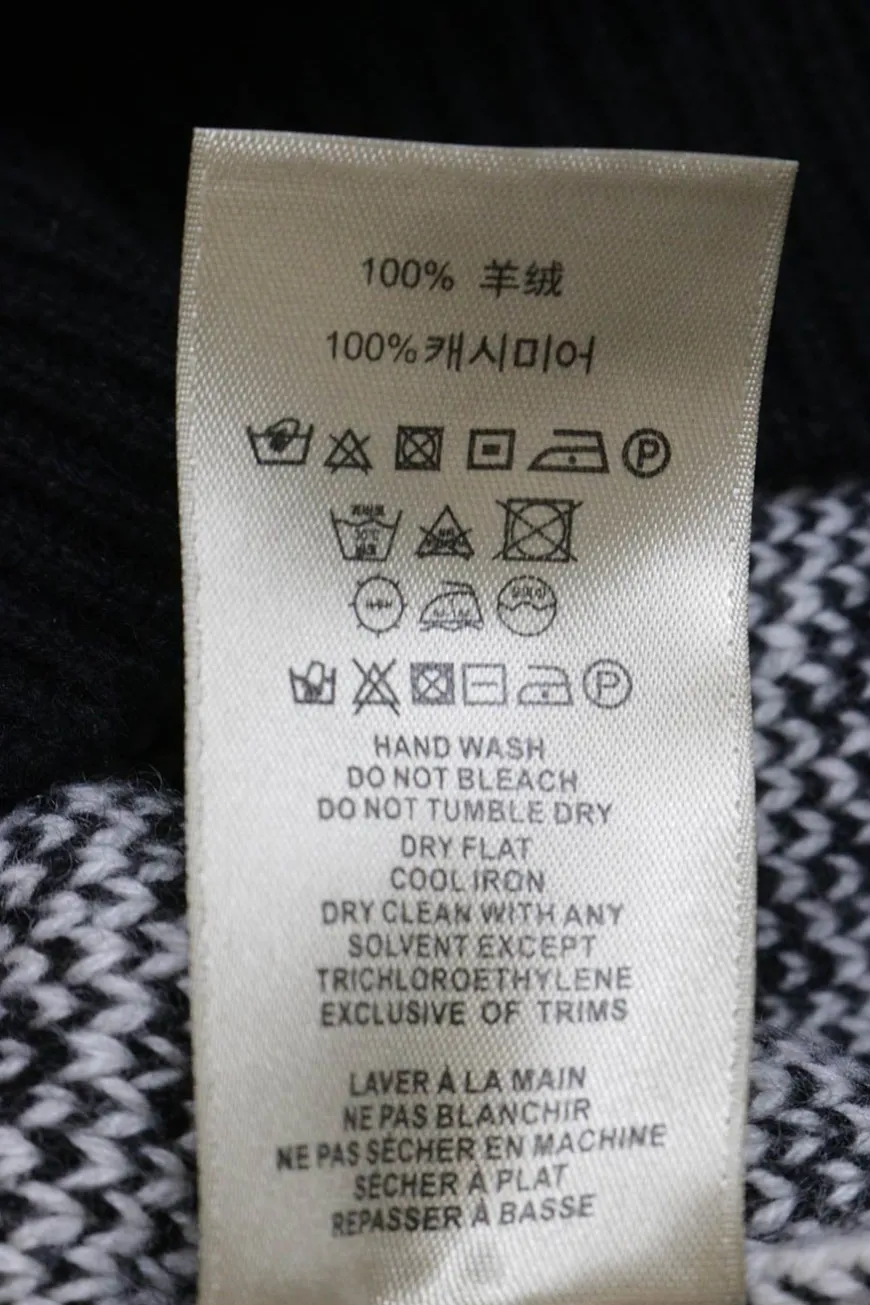 100% 羊绒
100%캐시미어
P
30℃
P
HAND WASH
DO NOT BLEACH
DO NOT TUMBLE DRY
DRY FLAT
COOL IRON
DRY CLEAN WITH ANY
SOLVENT EXCEPT
TRICHLOROETHYLENE
EXCLUSIVE OF TRIMS
LAVER À LA MAIN
NE PAS BLANCHIR
NE PAS SÉCHER EN MACHINE
SÉCHER À PLAT
REPASSER À BASSE